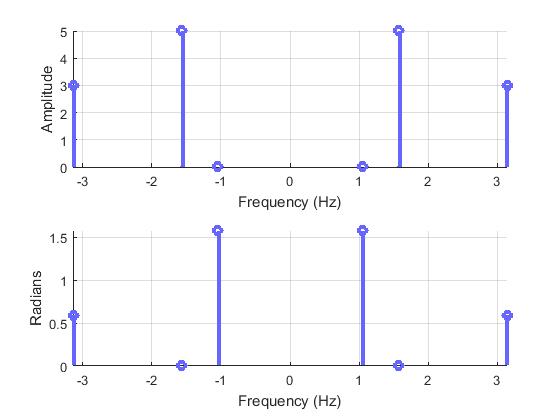 5
4
3
2
1
0
Amplitude
-3 -2 -1 0 1 2 3
Frequency (Hz)
1.5
1
0.5
0
Radians
-3 -2 -1 0 1 2 3
Frequency (Hz)